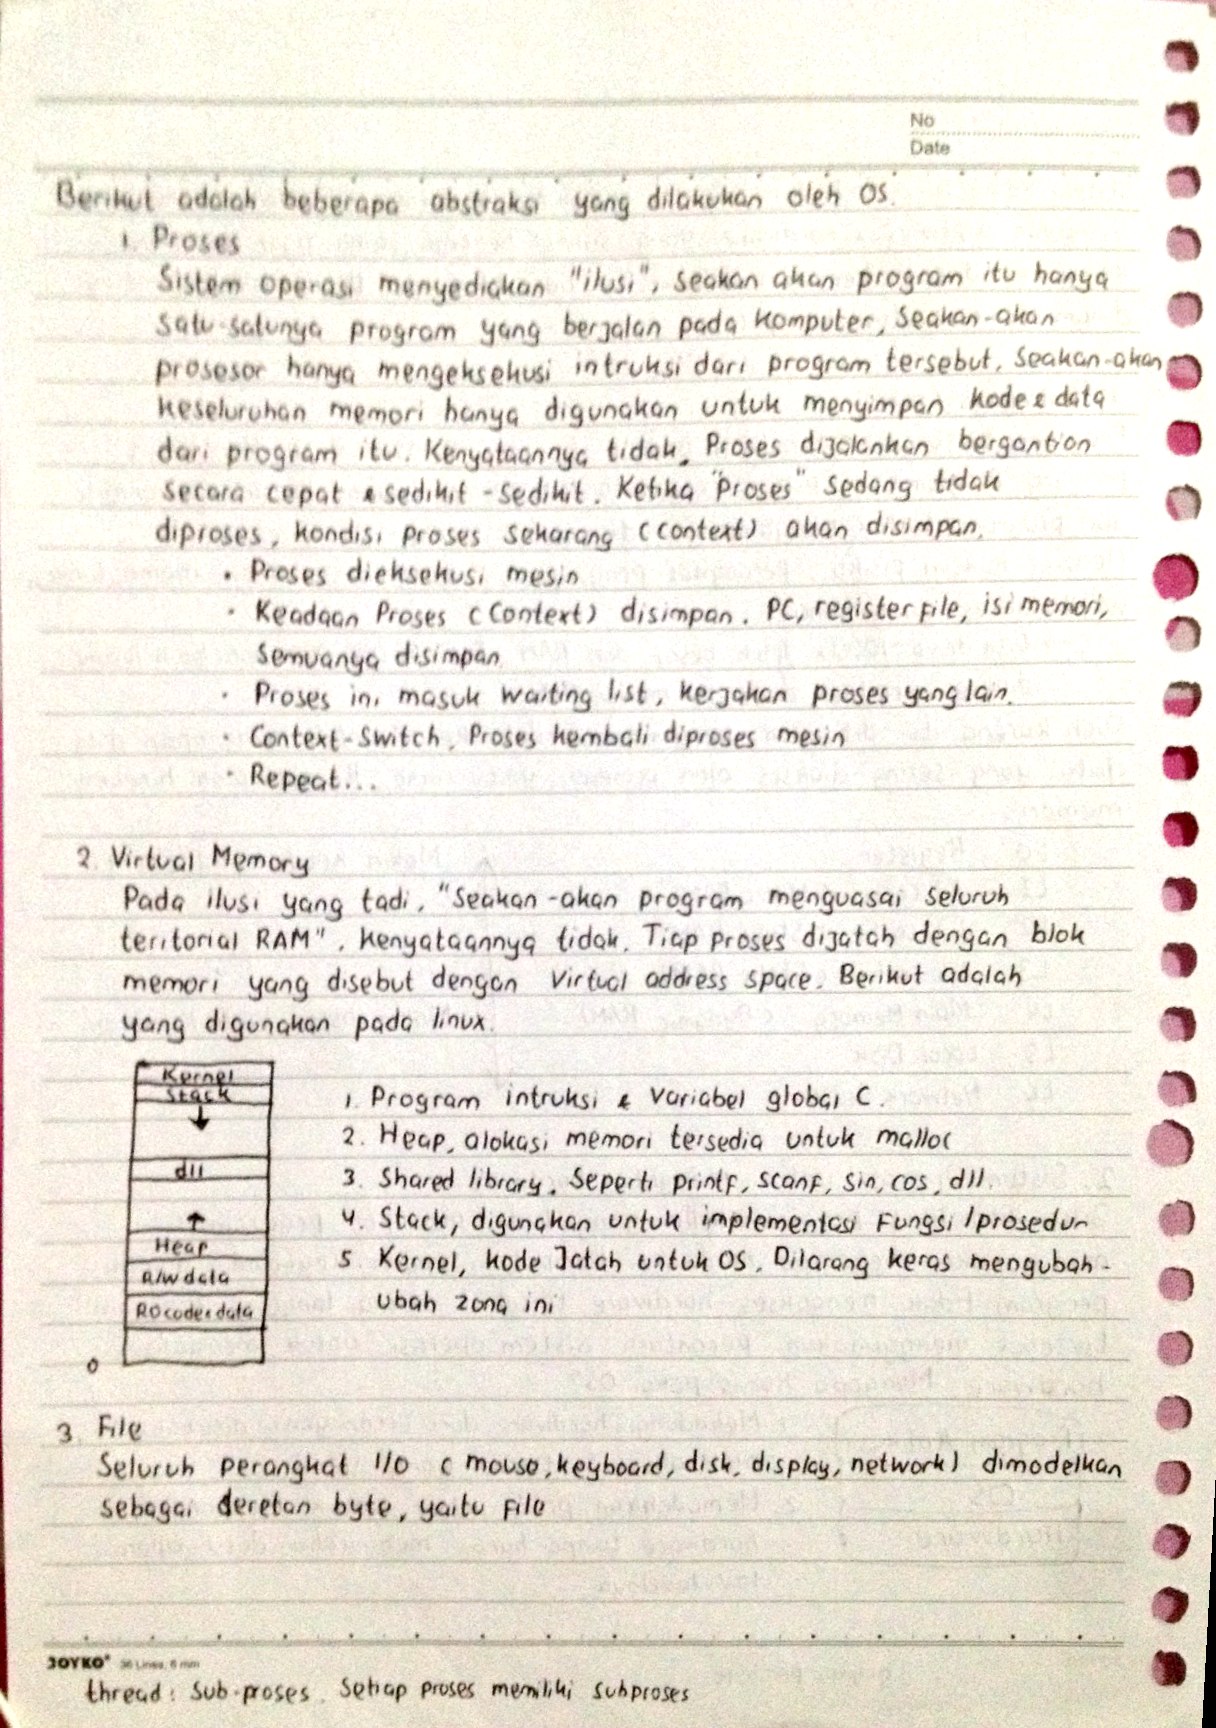 No
Date
Berikut adalah beberapa abstraksi yang dilakukan oleh OS.
1. Proses
Sistem operasi menyediakan "ilusi", seakan akan program itu hanya
satu-satunya program yang berjalan pada komputer, seakan-akan
prosesor hanya mengeksekusi intruksi dari program tersebut, seakan-akan
keseluruhan memori hanya digunakan untuk menyimpan kode & data
dari program itu. Kenyataannya tidak. Proses dijalankan bergantian
secara cepat & sedikit-sedikit. Ketika "Proses" sedang tidak
diproses, kondisi proses sekarang (context) akan disimpan.
• Proses dieksekusi mesin
• Keadaan Proses (Context) disimpan. PC, register file, isi memori,
semuanya disimpan
• Proses ini masuk waiting list, kerjakan proses yang lain.
• Context-Switch, Proses kembali diproses mesin
• Repeat...
2. Virtual Memory
Pada ilusi yang tadi, "Seakan-akan program menguasai seluruh
teritorial RAM", kenyataannya tidak. Tiap proses dijatah dengan blok
memori yang disebut dengan Virtual address space. Berikut adalah
yang digunakan pada linux.
Kernel
Stack
dll
Heap
R/W data
RO code & data
0
1. Program intruksi & Variabel global C.
2. Heap, alokasi memori tersedia untuk malloc
3. Shared library. Seperti printf, scanf, sin, cos, dll.
4. Stack, digunakan untuk implementasi Fungsi/prosedur
5. Kernel, kode Jatah untuk OS. Dilarang keras mengubah-
ubah zona ini
3. File
Seluruh perangkat I/O (mouse, keyboard, disk, display, network) dimodelkan
sebagai deretan byte, yaitu file
JOYKO 36 Lines, 6 mm
thread: Sub-proses. Setiap proses memiliki subproses